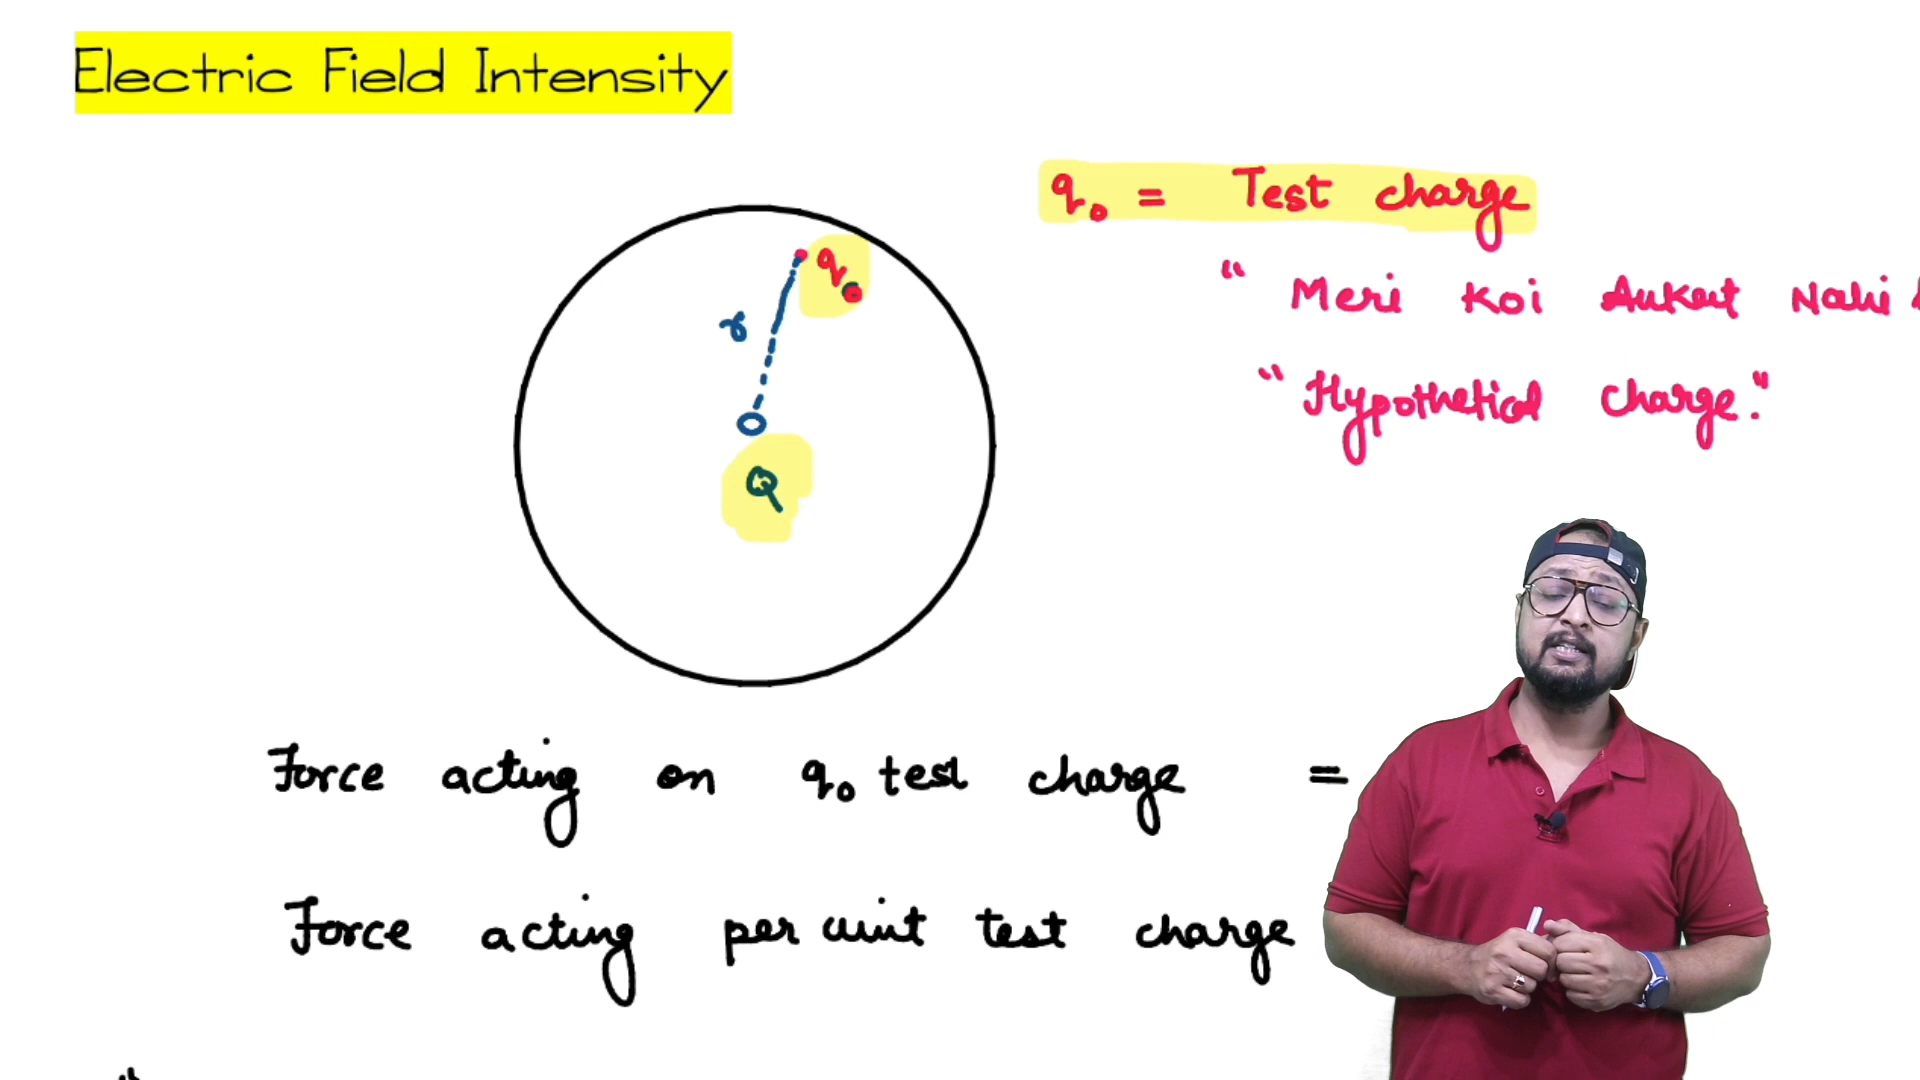 Electric Field Intensity
q₀ = Test charge
" Meri Koi Aukat Nahi
q₀
r
"Hypothetical charge."
Q
Force acting on q₀ test charge =
Force acting per unit test charge